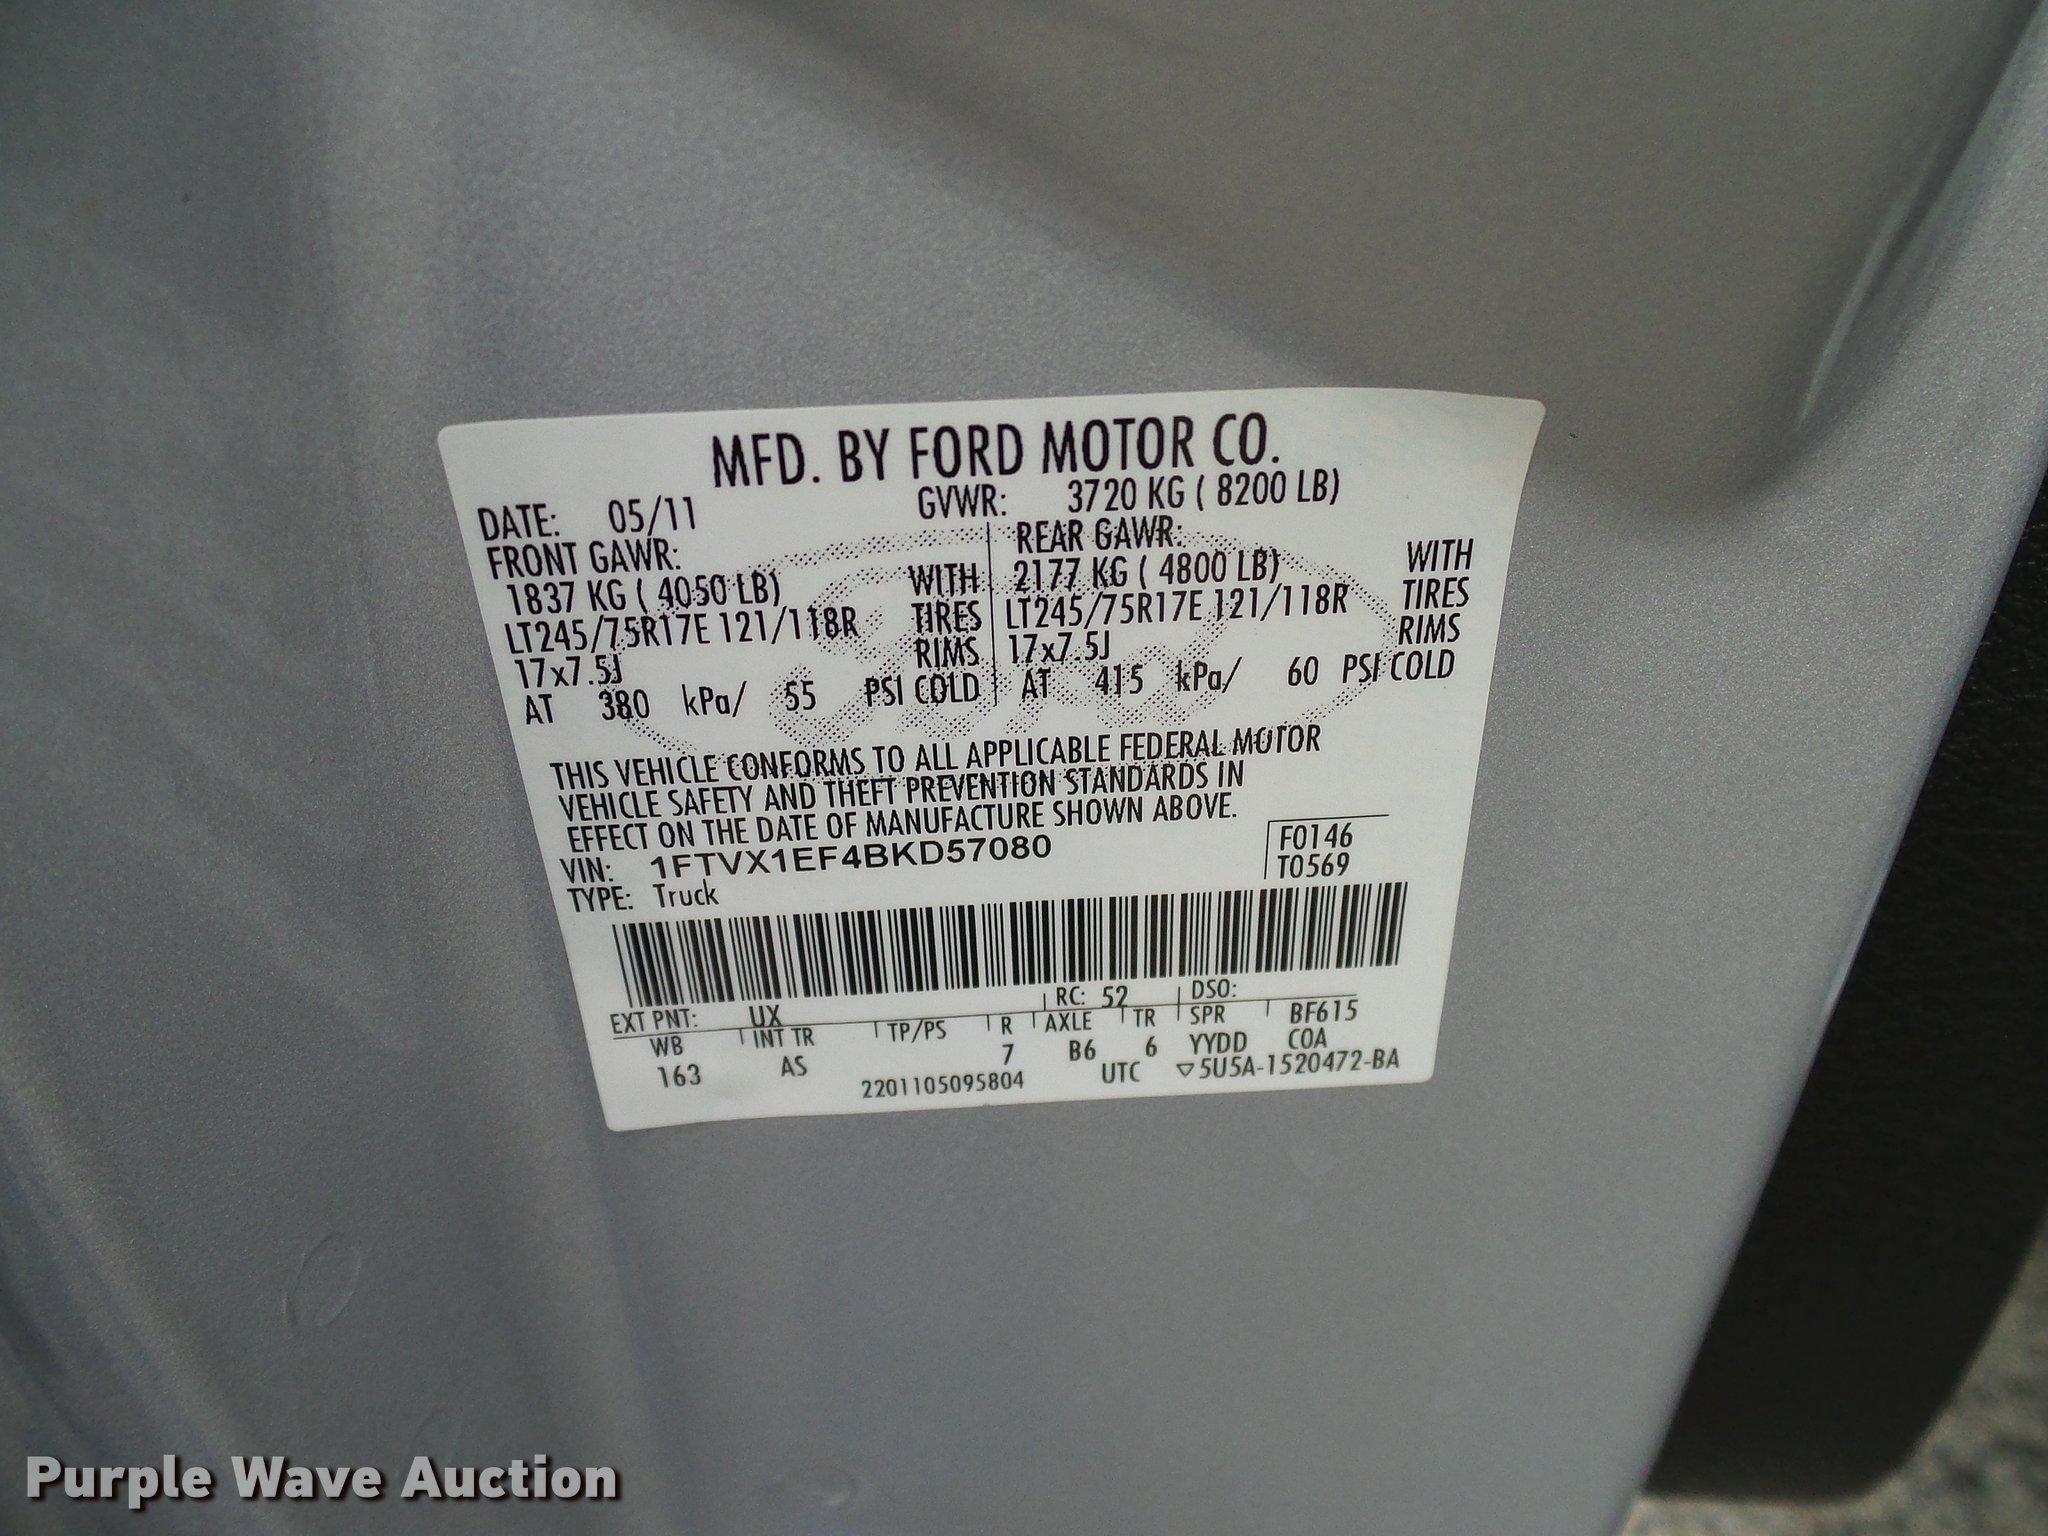 MFD. BY FORD MOTOR CO.
DATE: 05/11 GVWR: 3720 KG ( 8200 LB)
FRONT GAWR: REAR GAWR:
1837 KG ( 4050 LB) WITH 2177 KG ( 4800 LB) WITH
LT245/75R17E 121/118R TIRES LT245/75R17E 121/118R TIRES
17x7.5J RIMS 17x7.5J RIMS
AT 380 kPa/ 55 PSI COLD AT 415 kPa/ 60 PSI COLD
THIS VEHICLE CONFORMS TO ALL APPLICABLE FEDERAL MOTOR
VEHICLE SAFETY AND THEFT PREVENTION STANDARDS IN
EFFECT ON THE DATE OF MANUFACTURE SHOWN ABOVE.
VIN: 1FTVX1EF4BKD57080 F0146
TYPE: Truck T0569
EXT PNT: UX RC: 52 DSO:
WB INT TR TP/PS R AXLE TR SPR BF615
163 AS 7 B6 6 YYDD COA
2201105095804 UTC ▽5U5A-1520472-BA
Purple Wave Auction